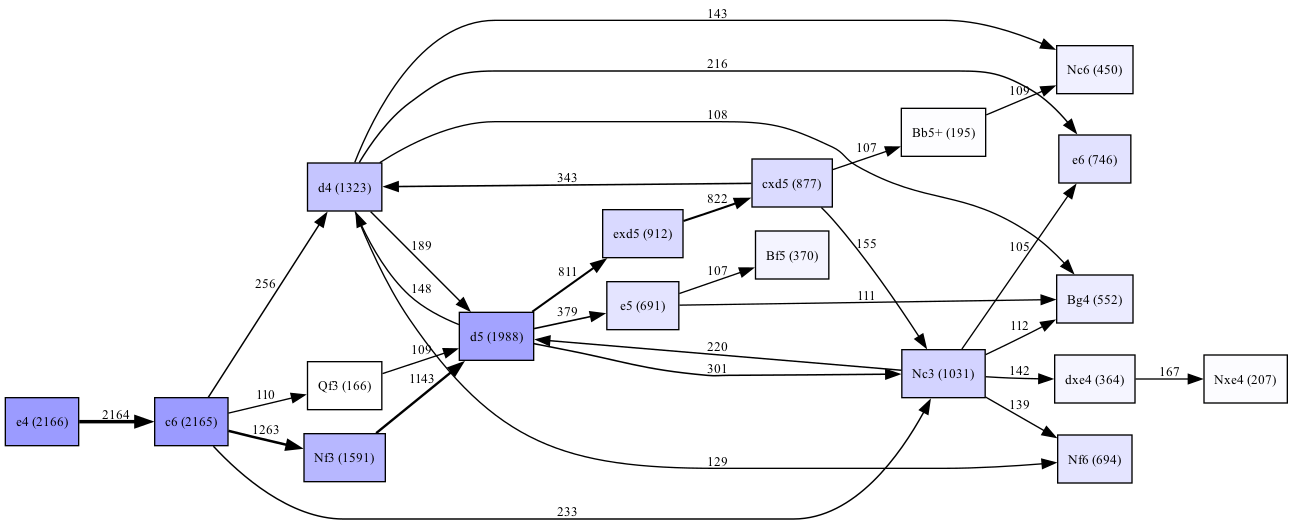 143
Nc6 (450)
216
109
108
Bb5+ (195)
107
e6 (746)
cxd5 (877)
343
d4 (1323)
822
exd5 (912)
155
189
105
Bf5 (370)
107
811
256
148
e5 (691)
111
Bg4 (552)
379
112
d5 (1988)
109
220
301
Nc3 (1031)
142
dxe4 (364)
167
Nxe4 (207)
Qf3 (166)
1143
110
139
e4 (2166)
2164
c6 (2165)
1263
Nf3 (1591)
129
Nf6 (694)
233